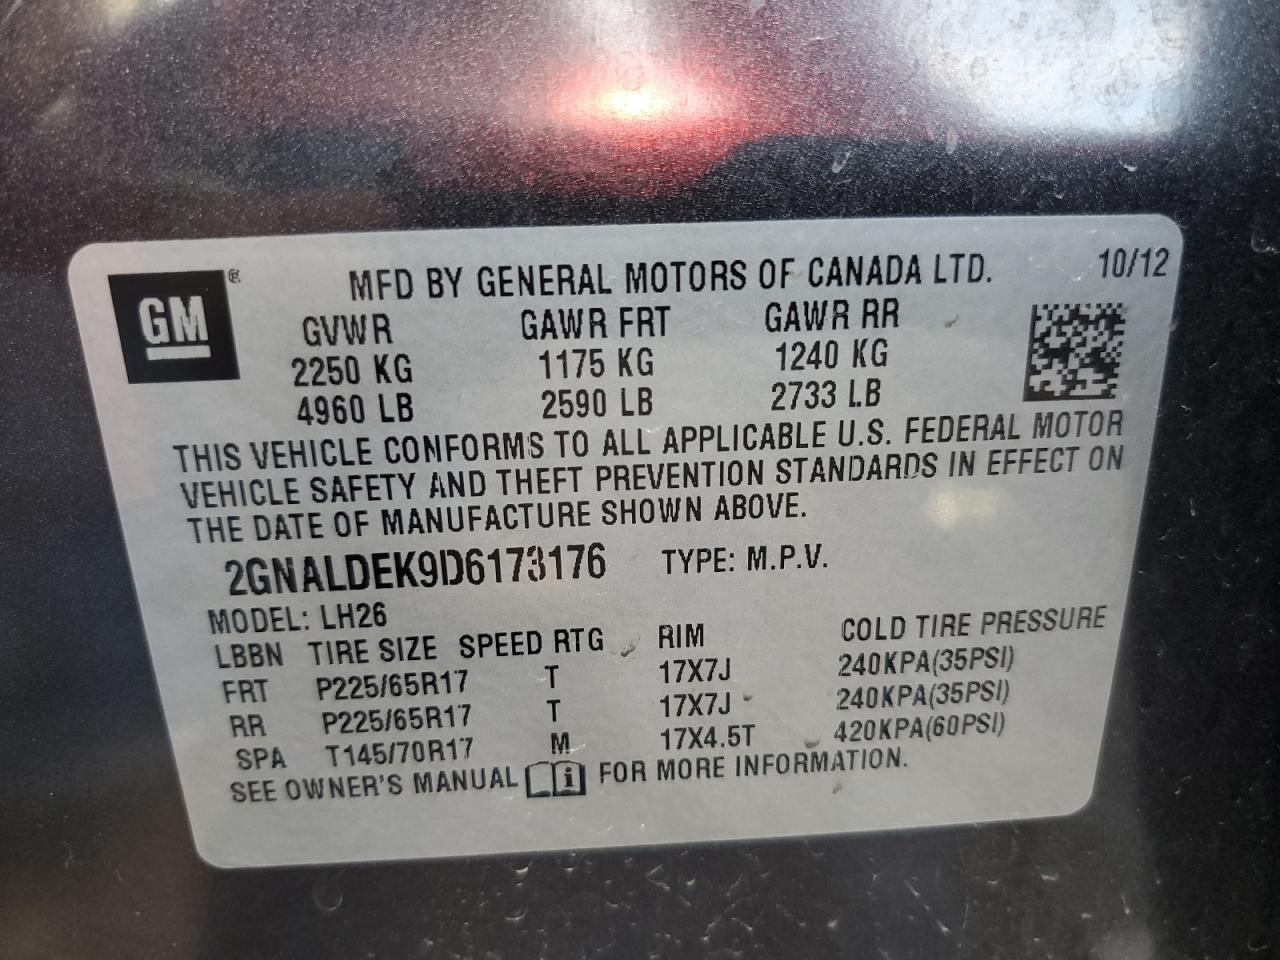 GM ®
MFD BY GENERAL MOTORS OF CANADA LTD. 10/12
GVWR GAWR FRT GAWR RR
2250 KG 1175 KG 1240 KG
4960 LB 2590 LB 2733 LB
THIS VEHICLE CONFORMS TO ALL APPLICABLE U.S. FEDERAL MOTOR
VEHICLE SAFETY AND THEFT PREVENTION STANDARDS IN EFFECT ON
THE DATE OF MANUFACTURE SHOWN ABOVE.
2GNALDEK9D6173176 TYPE: M.P.V.
MODEL: LH26
LBBN TIRE SIZE SPEED RTG RIM COLD TIRE PRESSURE
FRT P225/65R17 T 17X7J 240KPA(35PSI)
RR P225/65R17 T 17X7J 240KPA(35PSI)
SPA T145/70R17 M 17X4.5T 420KPA(60PSI)
SEE OWNER'S MANUAL i FOR MORE INFORMATION.